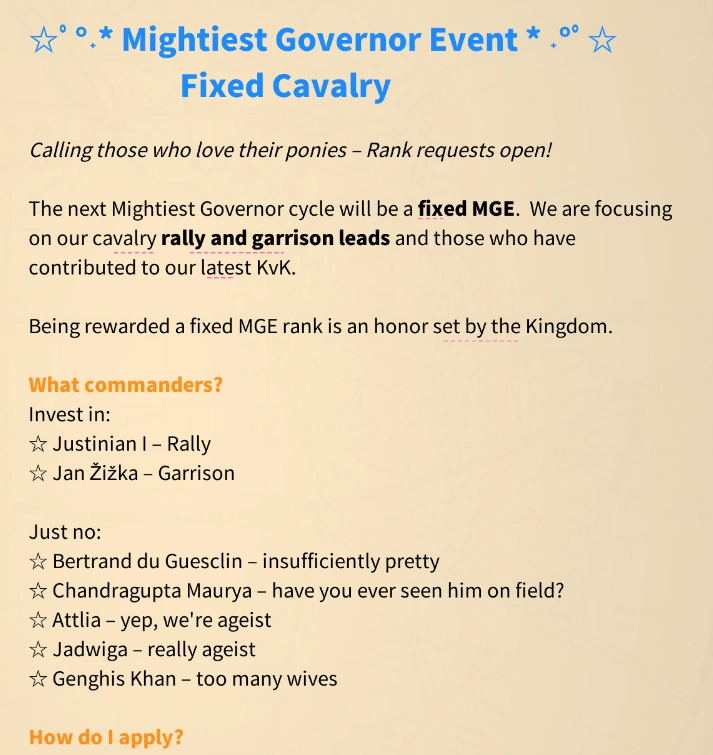 ☆˚ °.* Mightiest Governor Event * .°˚ ☆
Fixed Cavalry
Calling those who love their ponies – Rank requests open!
The next Mightiest Governor cycle will be a fixed MGE.  We are focusing
on our cavalry rally and garrison leads and those who have
contributed to our latest KvK.
Being rewarded a fixed MGE rank is an honor set by the Kingdom.
What commanders?
Invest in:
☆ Justinian I – Rally
☆ Jan Žižka – Garrison
Just no:
☆ Bertrand du Guesclin – insufficiently pretty
☆ Chandragupta Maurya – have you ever seen him on field?
☆ Attlia – yep, we're ageist
☆ Jadwiga – really ageist
☆ Genghis Khan – too many wives
How do I apply?